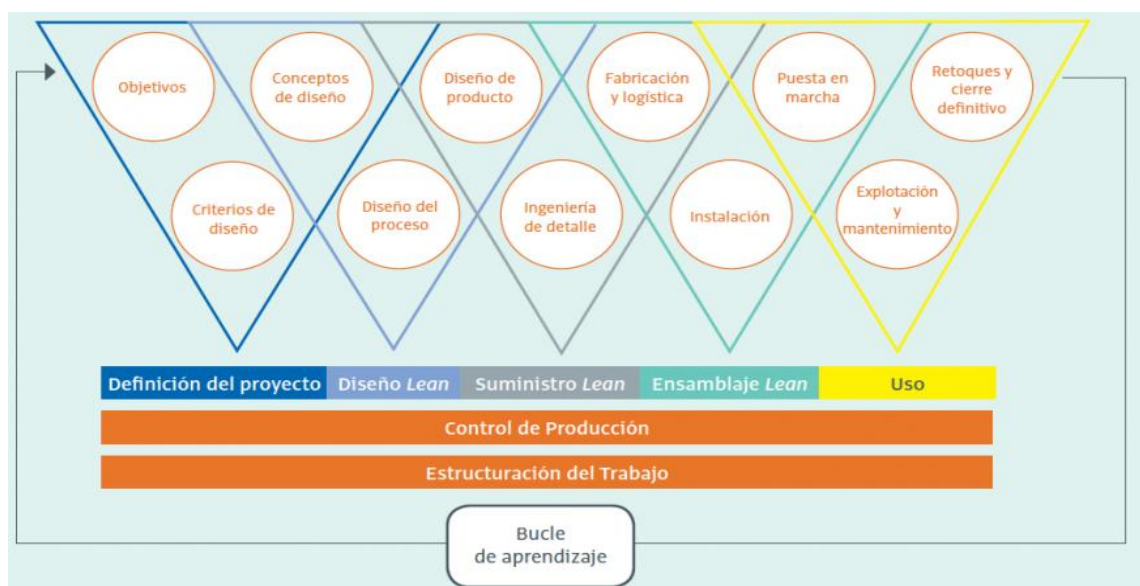 Objetivos
Conceptos
de diseño
Diseño de
producto
Fabricación
y logística
Puesta en
marcha
Retoques y
cierre
definitivo
Criterios de
diseño
Diseño del
proceso
Ingeniería
de detalle
Instalación
Explotación
y
mantenimiento
Definición del proyecto
Diseño Lean
Suministro Lean
Ensamblaje Lean
Uso
Control de Producción
Estructuración del Trabajo
Bucle
de aprendizaje